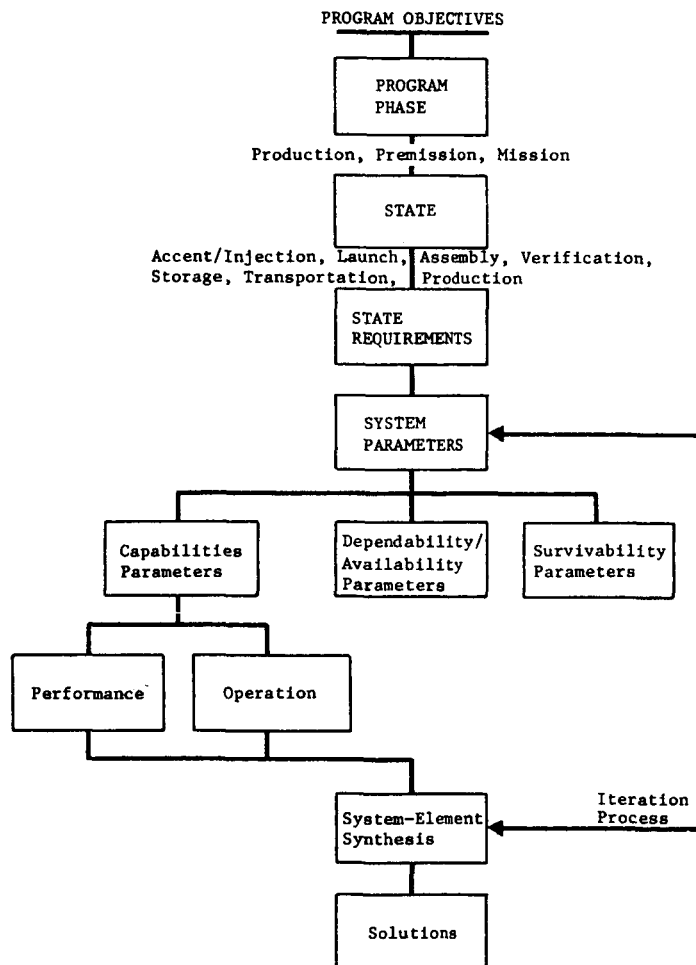 PROGRAM OBJECTIVES
PROGRAM
PHASE
Production, Premission, Mission
STATE
Accent/Injection, Launch, Assembly, Verification,
Storage, Transportation, Production
STATE
REQUIREMENTS
SYSTEM
PARAMETERS
Capabilities
Parameters
Dependability/
Availability
Parameters
Survivability
Parameters
Performance
Operation
System-Element
Synthesis
Iteration
Process
Solutions